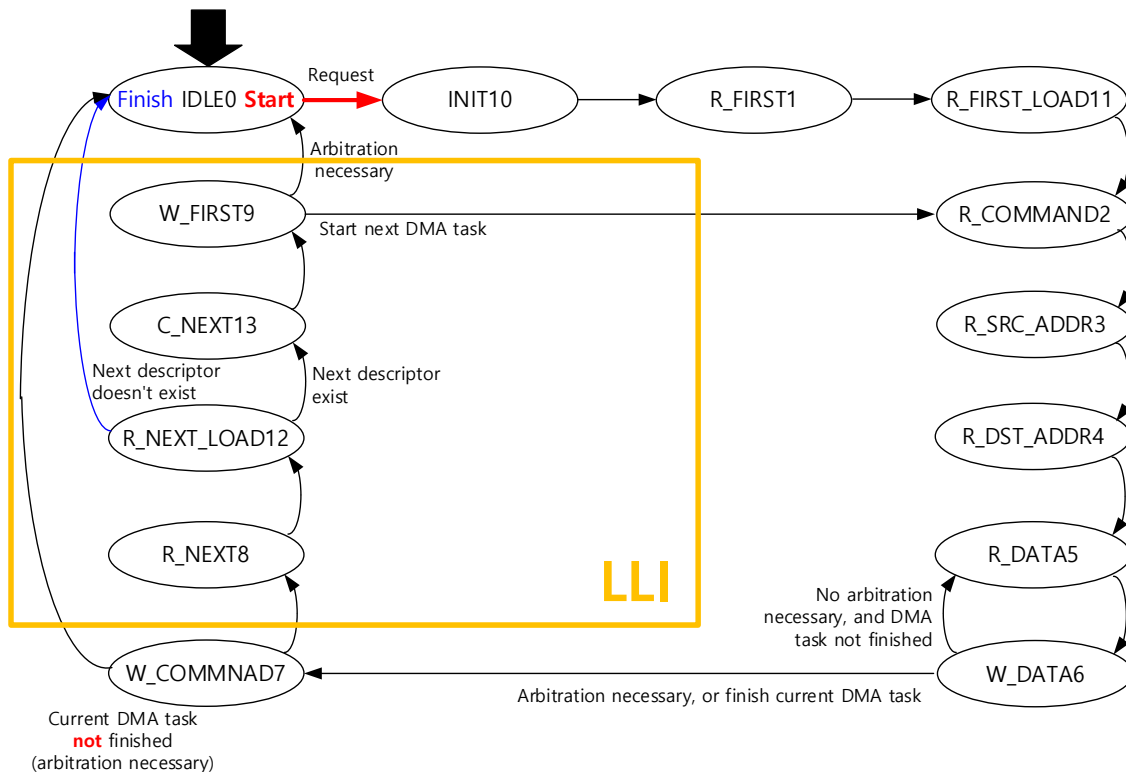 Request
Finish IDLE0 Start
INIT10
R_FIRST1
R_FIRST_LOAD11
Arbitration
necessary
W_FIRST9
Start next DMA task
R_COMMAND2
C_NEXT13
R_SRC_ADDR3
Next descriptor
doesn't exist
Next descriptor
exist
R_NEXT_LOAD12
R_DST_ADDR4
R_NEXT8
R_DATA5
LLI
No arbitration
necessary, and DMA
task not finished
W_COMMNAD7
W_DATA6
Arbitration necessary, or finish current DMA task
Current DMA task
not finished
(arbitration necessary)